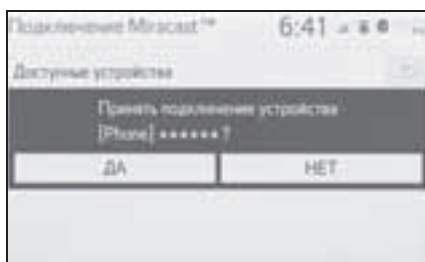 Подключение Miracast™ 6:41
Доступные устройства
Принять подключение устройства
[Phone] ******?
ДА НЕТ